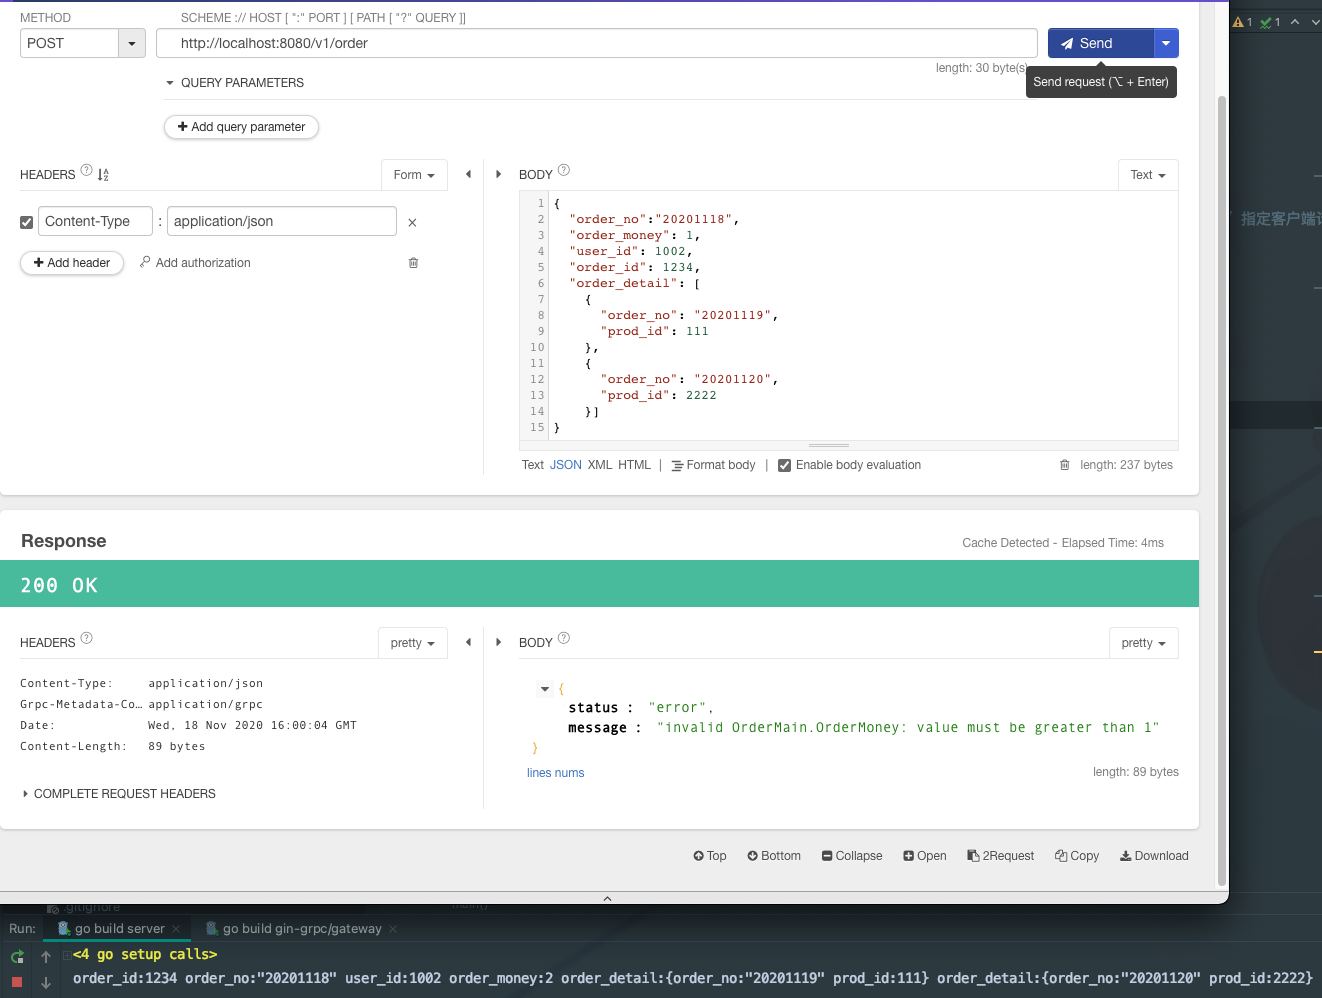 METHOD
SCHEME :// HOST [ ":" PORT ] [ PATH [ "?" QUERY ]]
POST
http://localhost:8080/v1/order
Send
length: 30 byte(s)
Send request (⌥ + Enter)
QUERY PARAMETERS
Add query parameter
HEADERS
Form
BODY
Text
Content-Type : application/json
Add header
Add authorization
1 {
2 "order_no":"20201118",
3 "order_money": 1,
4 "user_id": 1002,
5 "order_id": 1234,
6 "order_detail": [
7 {
8 "order_no": "20201119",
9 "prod_id": 111
10 },
11 {
12 "order_no": "20201120",
13 "prod_id": 2222
14 }]
15 }
Text JSON XML HTML | Format body | Enable body evaluation
length: 237 bytes
Response
Cache Detected - Elapsed Time: 4ms
200 OK
HEADERS
pretty
BODY
pretty
Content-Type: application/json
Grpc-Metadata-Co… application/grpc
Date: Wed, 18 Nov 2020 16:00:04 GMT
Content-Length: 89 bytes
COMPLETE REQUEST HEADERS
{
status : "error",
message : "invalid OrderMain.OrderMoney: value must be greater than 1"
}
lines nums
length: 89 bytes
Top
Bottom
Collapse
Open
2Request
Copy
Download
1
1
指定客户端
.gitignore
main()
Run:
go build server
go build gin-grpc/gateway
<4 go setup calls>
order_id:1234 order_no:"20201118" user_id:1002 order_money:2 order_detail:{order_no:"20201119" prod_id:111} order_detail:{order_no:"20201120" prod_id:2222}